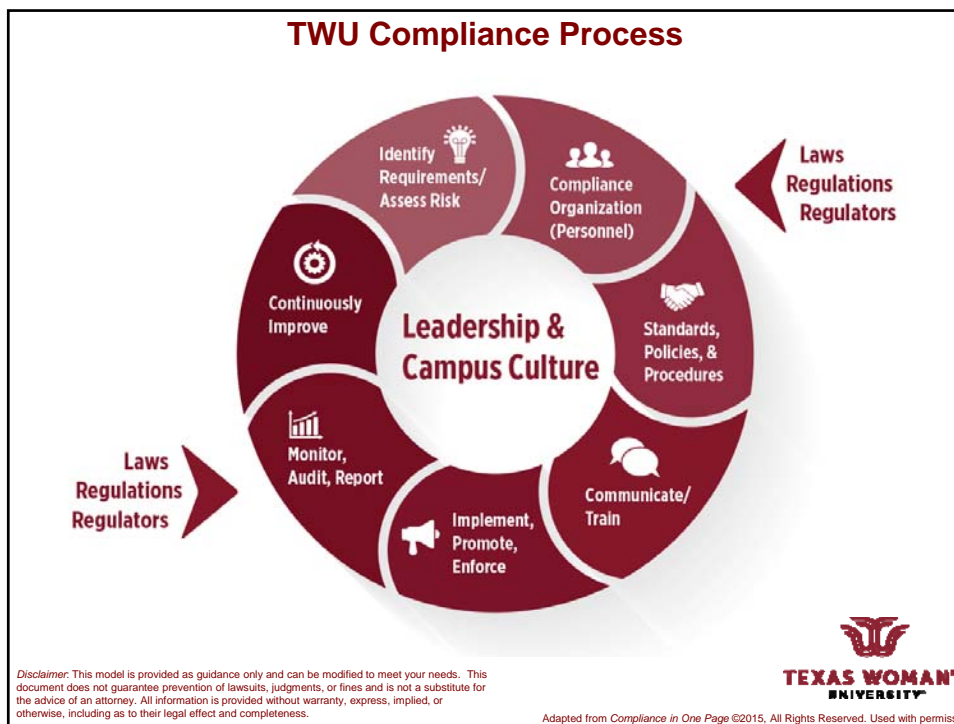 TWU Compliance Process
Identify
Requirements/
Assess Risk
Compliance
Organization
(Personnel)
Laws
Regulations
Regulators
Standards,
Policies, &
Procedures
Continuously
Improve
Leadership &
Campus Culture
Monitor,
Audit, Report
Communicate/
Train
Implement,
Promote,
Enforce
Laws
Regulations
Regulators
Disclaimer: This model is provided as guidance only and can be modified to meet your needs. This
document does not guarantee prevention of lawsuits, judgments, or fines and is not a substitute for
the advice of an attorney. All information is provided without warranty, express, implied, or
otherwise, including as to their legal effect and completeness.
TEXAS WOMAN'
UNIVERSITY
Adapted from Compliance in One Page ©2015, All Rights Reserved. Used with permiss